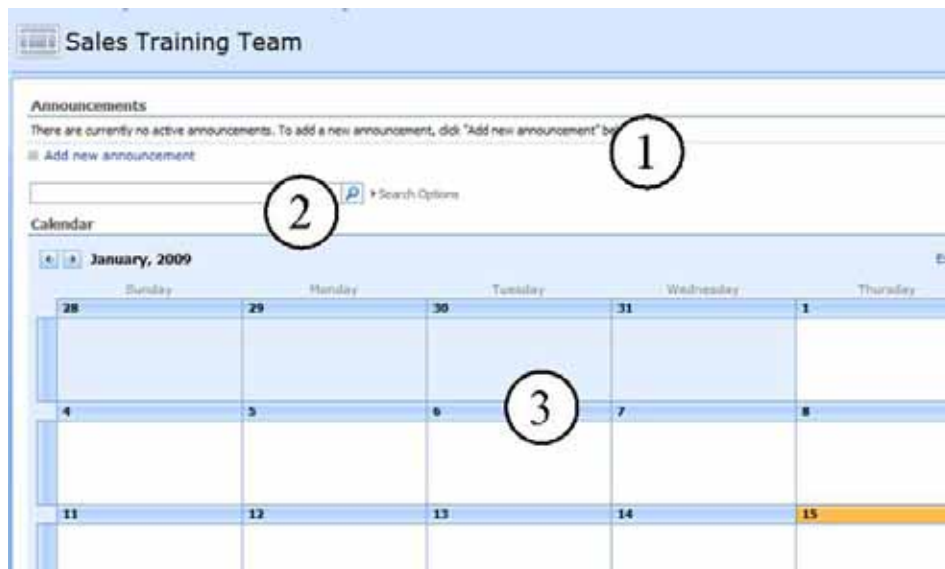 Sales Training Team
Announcements
There are currently no active announcements. To add a new announcement, click "Add new announcement"
1
Add new announcement
2
Search Options
Calendar
January, 2009
Sunday Monday Tuesday Wednesday Thursday
28 29 30 31 1
3
4 5 6 7 8
11 12 13 14 15